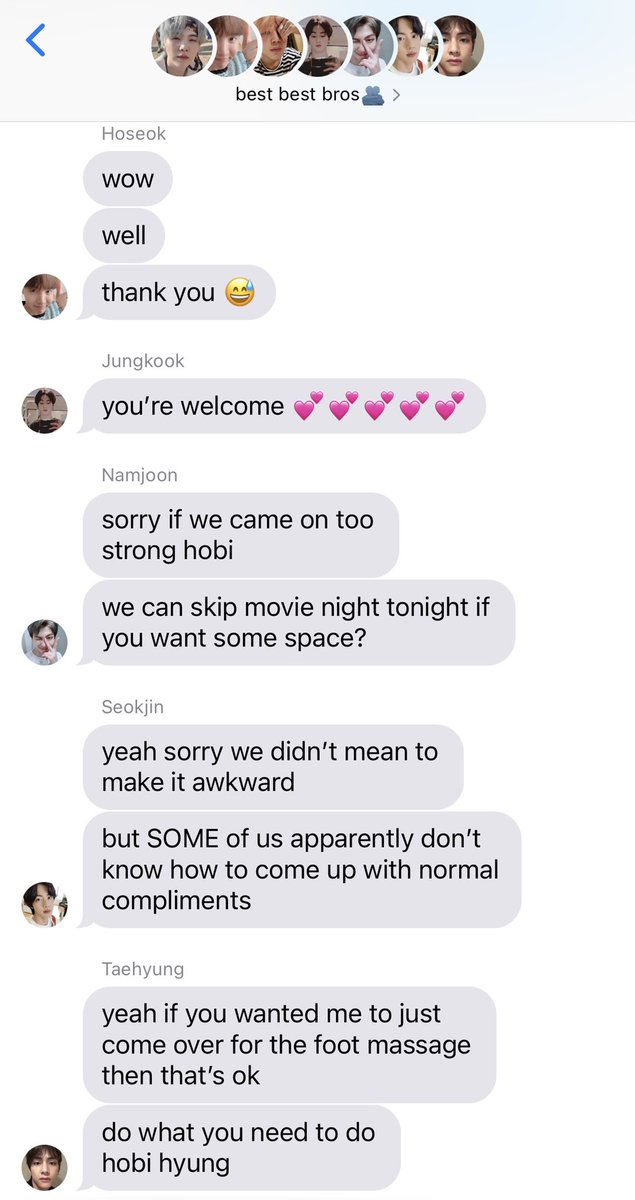 best best bros🫂 >
Hoseok
wow
well
thank you 😅
Jungkook
you’re welcome 💕💕💕💕💕
Namjoon
sorry if we came on too
strong hobi
we can skip movie night tonight if
you want some space?
Seokjin
yeah sorry we didn’t mean to
make it awkward
but SOME of us apparently don’t
know how to come up with normal
compliments
Taehyung
yeah if you wanted me to just
come over for the foot massage
then that’s ok
do what you need to do
hobi hyung